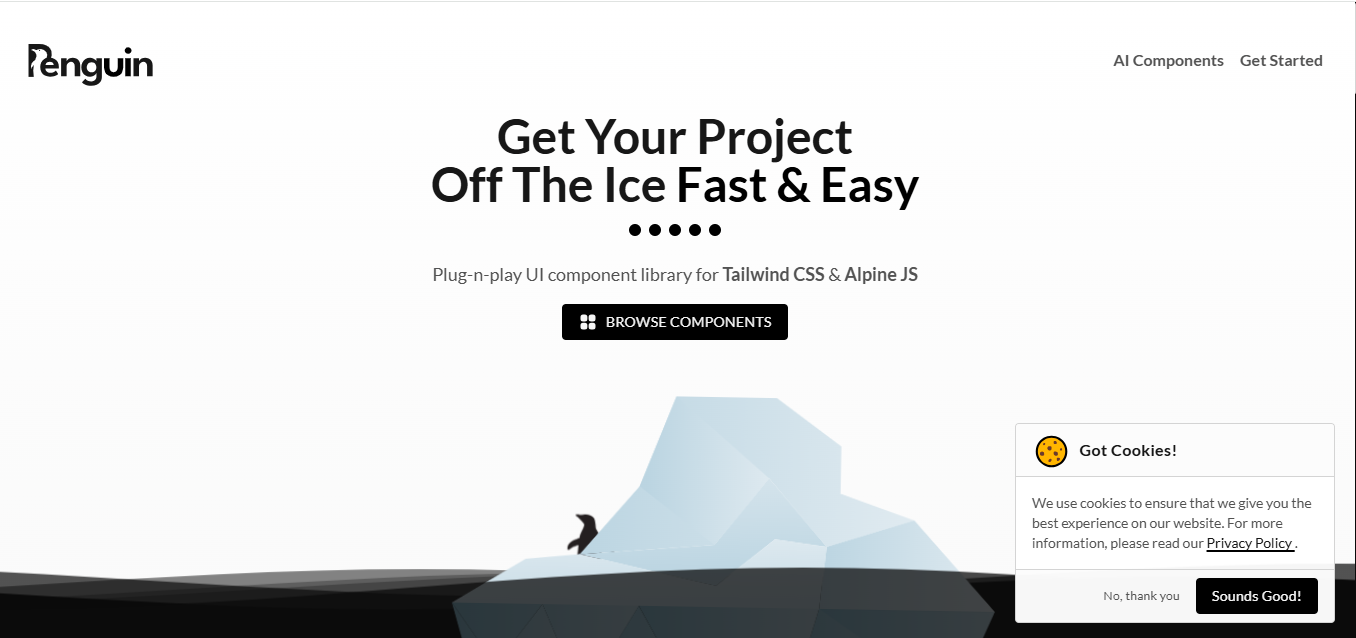 Penguin
AI Components Get Started
Get Your Project
Off The Ice Fast & Easy
Plug-n-play UI component library for Tailwind CSS & Alpine JS
BROWSE COMPONENTS
Got Cookies!
We use cookies to ensure that we give you the
best experience on our website. For more
information, please read our Privacy Policy .
No, thank you Sounds Good!